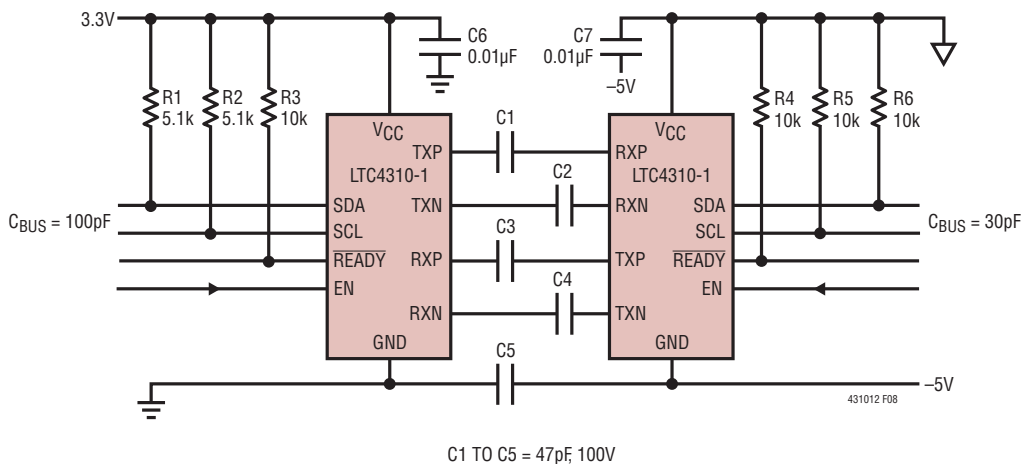 3.3V
R1
5.1k
R2
5.1k
R3
10k
C6
0.01µF
C7
0.01µF
–5V
R4
10k
R5
10k
R6
10k
VCC
TXP
LTC4310-1
TXN
SDA
SCL
RXP
READY
EN
RXN
GND
C1
C2
C3
C4
C5
VCC
RXP
LTC4310-1
RXN
SDA
SCL
TXP
READY
EN
TXN
GND
CBUS = 100pF
CBUS = 30pF
–5V
431012 F08
C1 TO C5 = 47pF, 100V